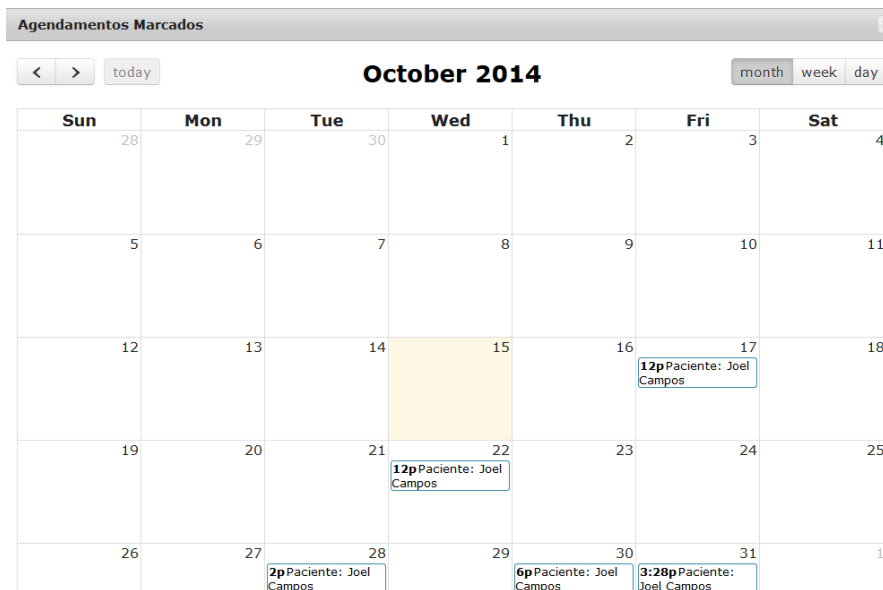 Agendamentos Marcados
< > today October 2014 month week day
Sun Mon Tue Wed Thu Fri Sat
28 29 30 1 2 3 4
5 6 7 8 9 10 11
12 13 14 15 16 17 18
12p Paciente: Joel
Campos
19 20 21 22 23 24 25
12p Paciente: Joel
Campos
26 27 28 29 30 31 1
2p Paciente: Joel
Campos
6p Paciente: Joel
Campos
3:28p Paciente:
Joel Campos